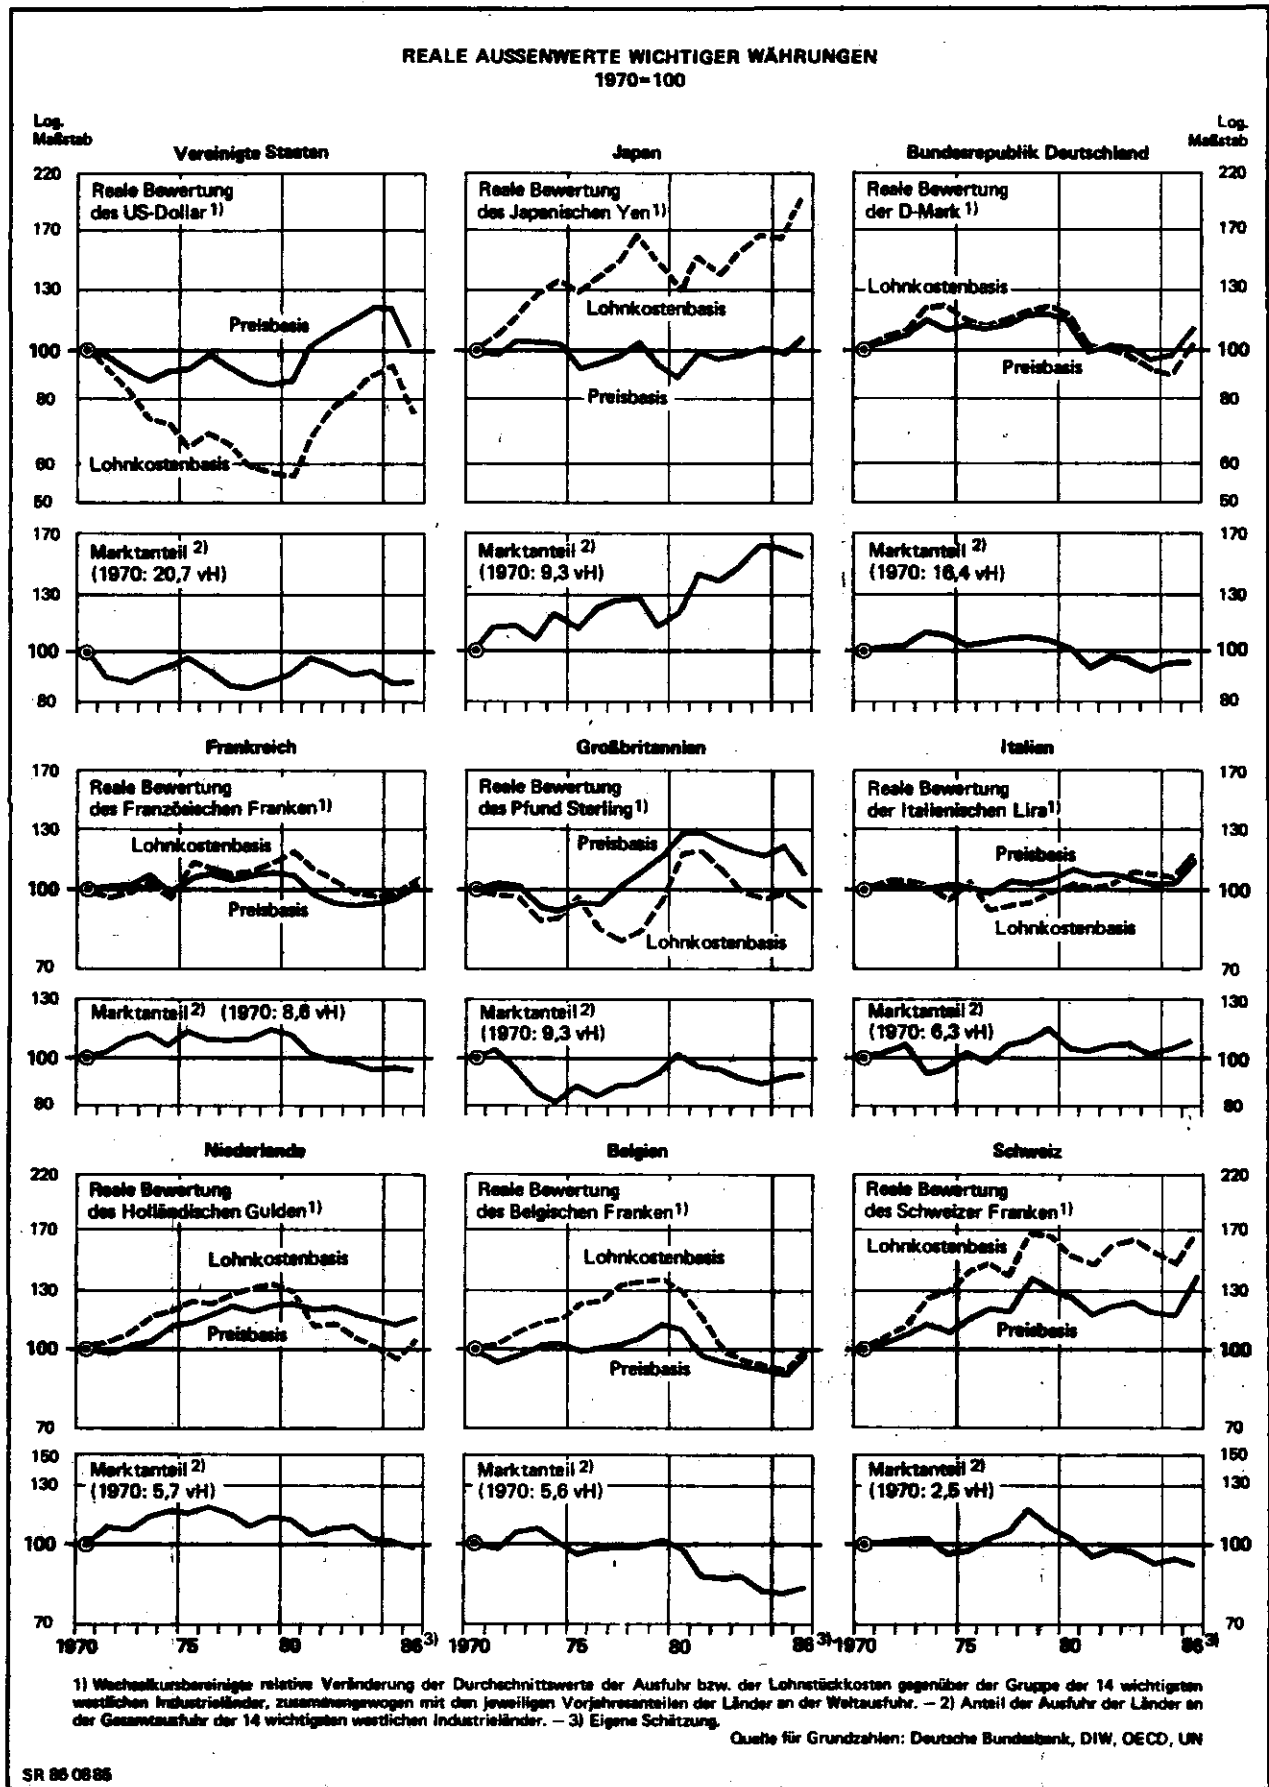 REALE AUSSENWERTE WICHTIGER WÄHRUNGEN
1970=100
Log.
Maßstab
Log.
Maßstab
Vereinigte Staaten
Japan
Bundesrepublik Deutschland
220
170
130
100
80
60
50
Reale Bewertung
des US-Dollar 1)
Preisbasis
Lohnkostenbasis
Reale Bewertung
des Japanischen Yen 1)
Lohnkostenbasis
Preisbasis
Reale Bewertung
der D-Mark 1)
Lohnkostenbasis
Preisbasis
220
170
130
100
80
60
50
170
130
100
80
Marktanteil 2)
(1970: 20,7 vH)
Marktanteil 2)
(1970: 9,3 vH)
Marktanteil 2)
(1970: 16,4 vH)
170
130
100
80
Frankreich
Großbritannien
Italien
170
130
100
70
Reale Bewertung
des Französischen Franken 1)
Lohnkostenbasis
Preisbasis
Reale Bewertung
des Pfund Sterling 1)
Preisbasis
Lohnkostenbasis
Reale Bewertung
der Italienischen Lira 1)
Preisbasis
Lohnkostenbasis
170
130
100
70
130
100
80
Marktanteil 2) (1970: 8,6 vH)
Marktanteil 2)
(1970: 9,3 vH)
Marktanteil 2)
(1970: 6,3 vH)
130
100
80
Niederlande
Belgien
Schweiz
220
170
130
100
70
Reale Bewertung
des Holländischen Gulden 1)
Lohnkostenbasis
Preisbasis
Reale Bewertung
des Belgischen Franken 1)
Lohnkostenbasis
Preisbasis
Reale Bewertung
des Schweizer Franken 1)
Lohnkostenbasis
Preisbasis
220
170
130
100
70
150
130
100
70
Marktanteil 2)
(1970: 5,7 vH)
Marktanteil 2)
(1970: 5,6 vH)
Marktanteil 2)
(1970: 2,5 vH)
150
130
100
70
1970 75 80 86 3)
1970 75 80 86 3)
1970 75 80 86 3)
1) Wechselkursbereinigte relative Veränderung der Durchschnittswerte der Ausfuhr bzw. der Lohnstückkosten gegenüber der Gruppe der 14 wichtigsten
westlichen Industrieländer, zusammengewogen mit den jeweiligen Vorjahresanteilen der Länder an der Weltausfuhr. — 2) Anteil der Ausfuhr der Länder an
der Gesamtausfuhr der 14 wichtigsten westlichen Industrieländer. — 3) Eigene Schätzung.
Quelle für Grundzahlen: Deutsche Bundesbank, DIW, OECD, UN
SR 86 0885